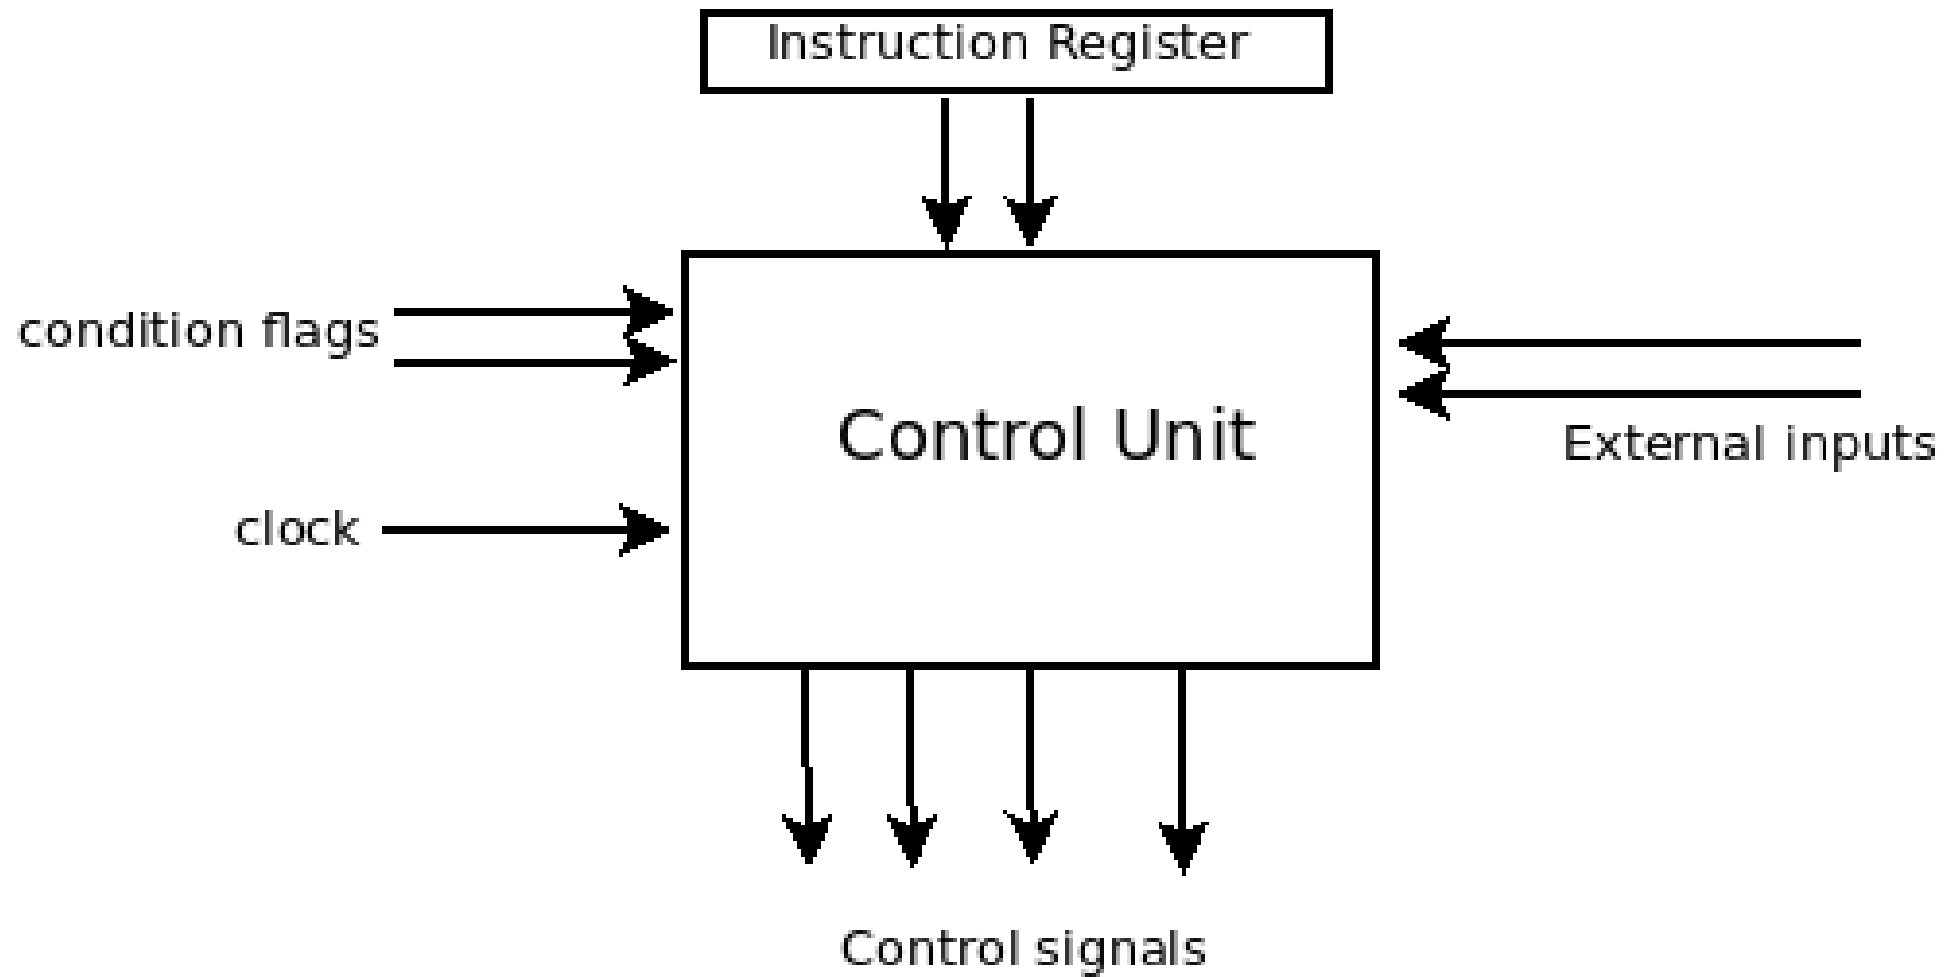 Instruction Register
condition flags
Control Unit
External inputs
clock
Control signals